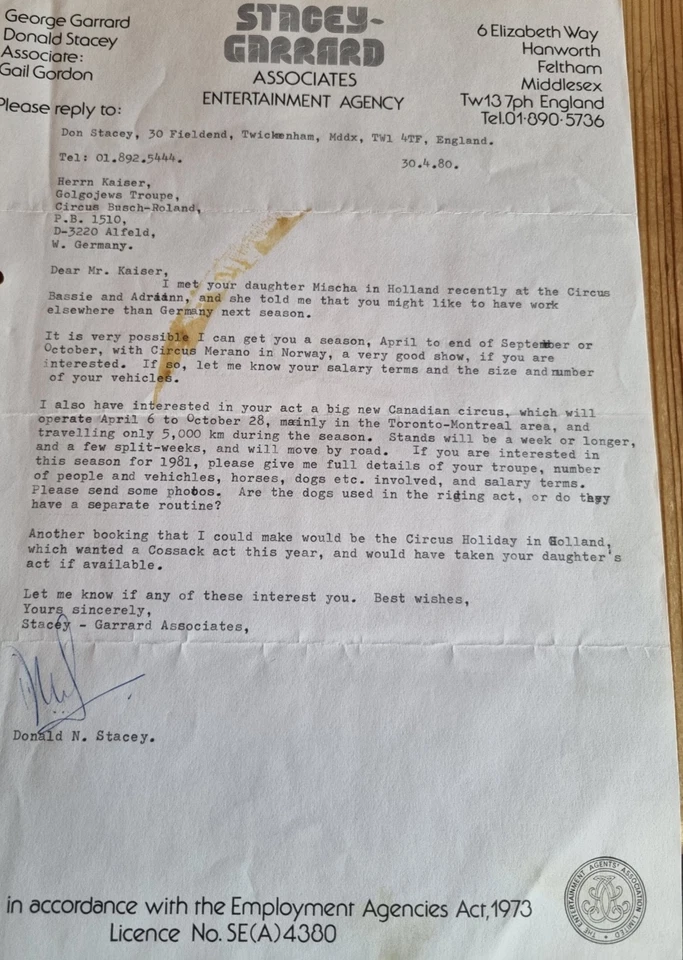 George Garrard
Donald Stacey
Associate:
Gail Gordon
STACEY-
GARRARD
ASSOCIATES
ENTERTAINMENT AGENCY
6 Elizabeth Way
Hanworth
Feltham
Middlesex
Tw13 7ph England
Tel.01·890·5736
Please reply to:
Don Stacey, 30 Fieldend, Twickenham, Mddx, TW1 4TF, England.
Tel: 01.892.5444.
30.4.80.
Herrn Kaiser,
Golgojews Troupe,
Circus Busch-Roland,
P.B. 1510,
D-3220 Alfeld,
W. Germany.
Dear Mr. Kaiser,
I met your daughter Mischa in Holland recently at the Circus
Bassie and Adriann, and she told me that you might like to have work
elsewhere than Germany next season.
It is very possible I can get you a season, April to end of September or
October, with Circus Merano in Norway, a very good show, if you are
interested. If so, let me know your salary terms and the size and number
of your vehicles.
I also have interested in your act a big new Canadian circus, which will
operate April 6 to October 28, mainly in the Toronto-Montreal area, and
travelling only 5,000 km during the season. Stands will be a week or longer,
and a few split-weeks, and will move by road. If you are interested in
this season for 1981, please give me full details of your troupe, number
of people and vehichles, horses, dogs etc. involved, and salary terms.
Please send some photos. Are the dogs used in the riding act, or do they
have a separate routine?
Another booking that I could make would be the Circus Holiday in Holland,
which wanted a Cossack act this year, and would have taken your daughter's
act if available.
Let me know if any of these interest you. Best wishes,
Yours sincerely,
Stacey - Garrard Associates,
Donald N. Stacey.
in accordance with the Employment Agencies Act,1973
Licence No. SE(A)4380
THE ENTERTAINMENT AGENTS' ASSOCIATION LIMITED